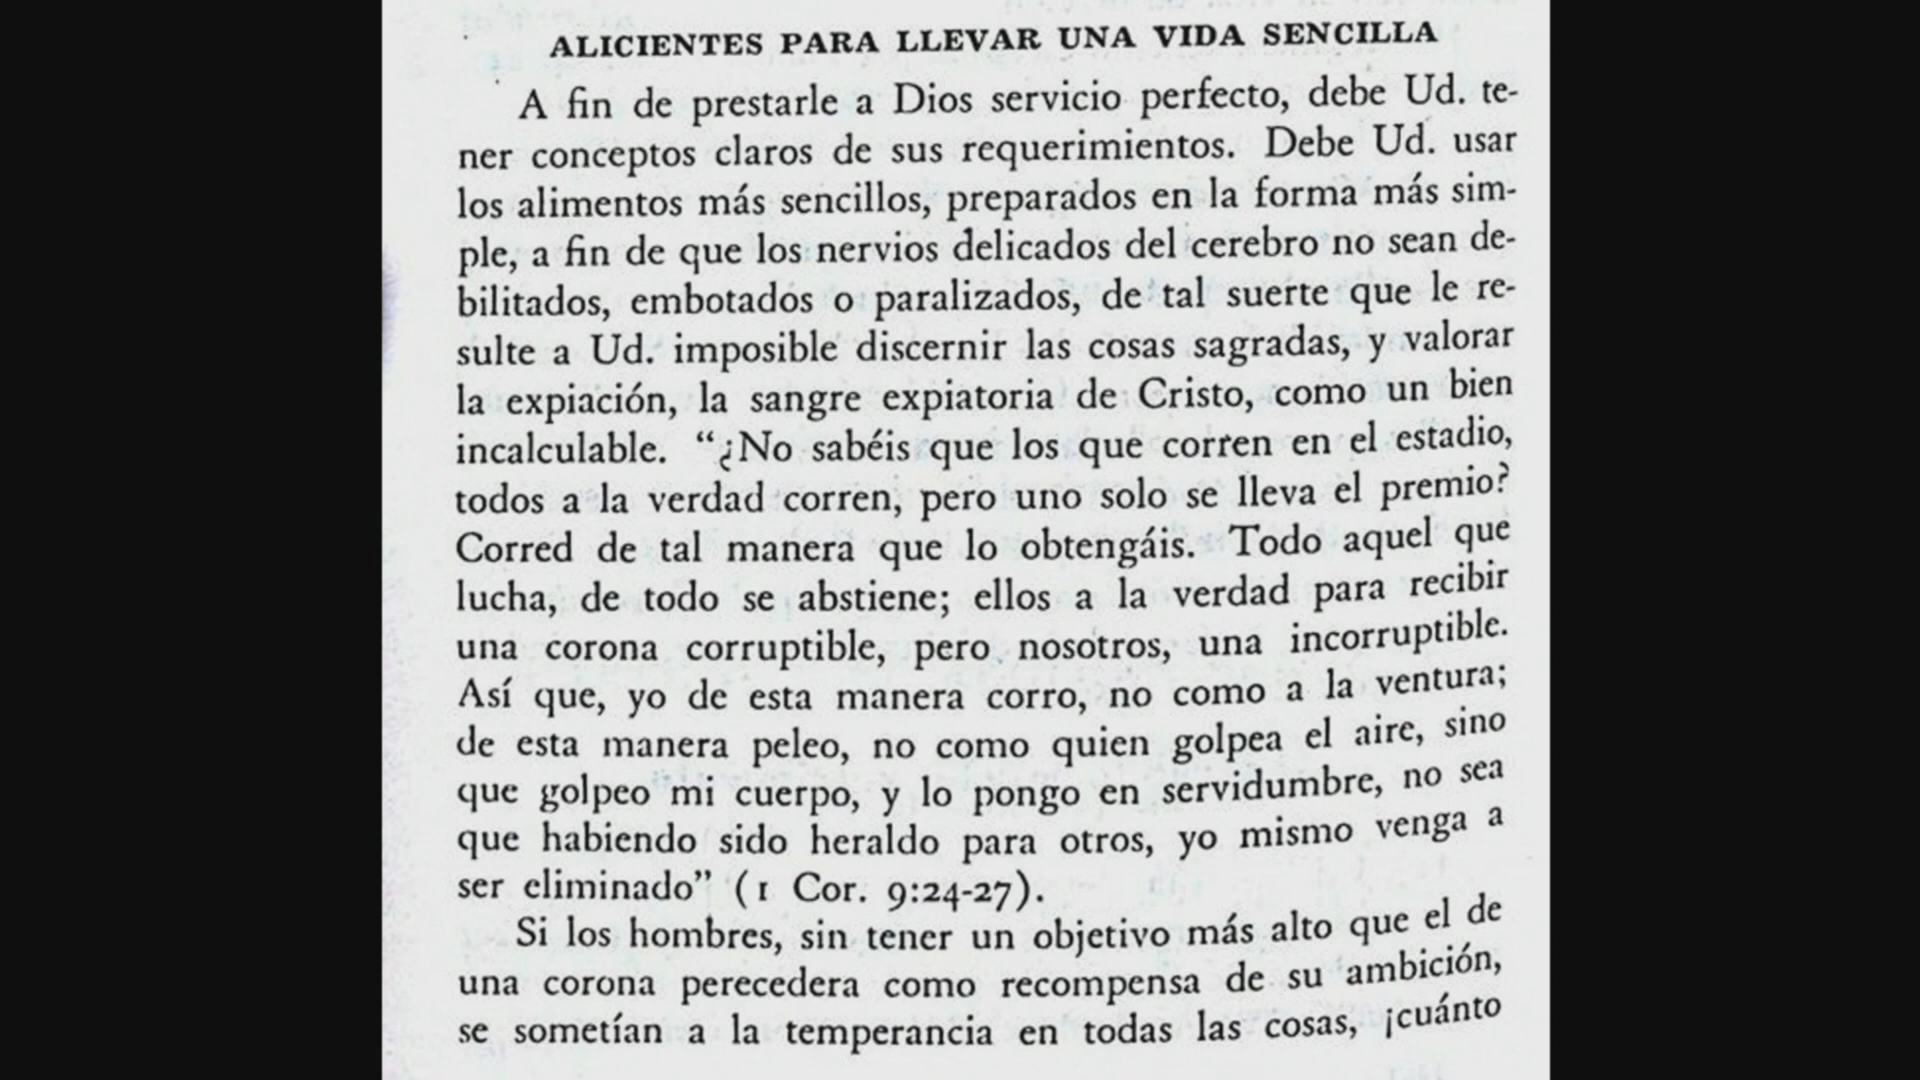 ALICIENTES PARA LLEVAR UNA VIDA SENCILLA
A fin de prestarle a Dios servicio perfecto, debe Ud. te-
ner conceptos claros de sus requerimientos. Debe Ud. usar
los alimentos más sencillos, preparados en la forma más sim-
ple, a fin de que los nervios delicados del cerebro no sean de-
bilitados, embotados o paralizados, de tal suerte que le re-
sulte a Ud. imposible discernir las cosas sagradas, y valorar
la expiación, la sangre expiatoria de Cristo, como un bien
incalculable. “¿No sabéis que los que corren en el estadio,
todos a la verdad corren, pero uno solo se lleva el premio?
Corred de tal manera que lo obtengáis. Todo aquel que
lucha, de todo se abstiene; ellos a la verdad para recibir
una corona corruptible, pero nosotros, una incorruptible.
Así que, yo de esta manera corro, no como a la ventura;
de esta manera peleo, no como quien golpea el aire, sino
que golpeo mi cuerpo, y lo pongo en servidumbre, no sea
que habiendo sido heraldo para otros, yo mismo venga a
ser eliminado” (1 Cor. 9:24-27).
Si los hombres, sin tener un objetivo más alto que el de
una corona perecedera como recompensa de su ambición,
se sometían a la temperancia en todas las cosas, ¡cuánto